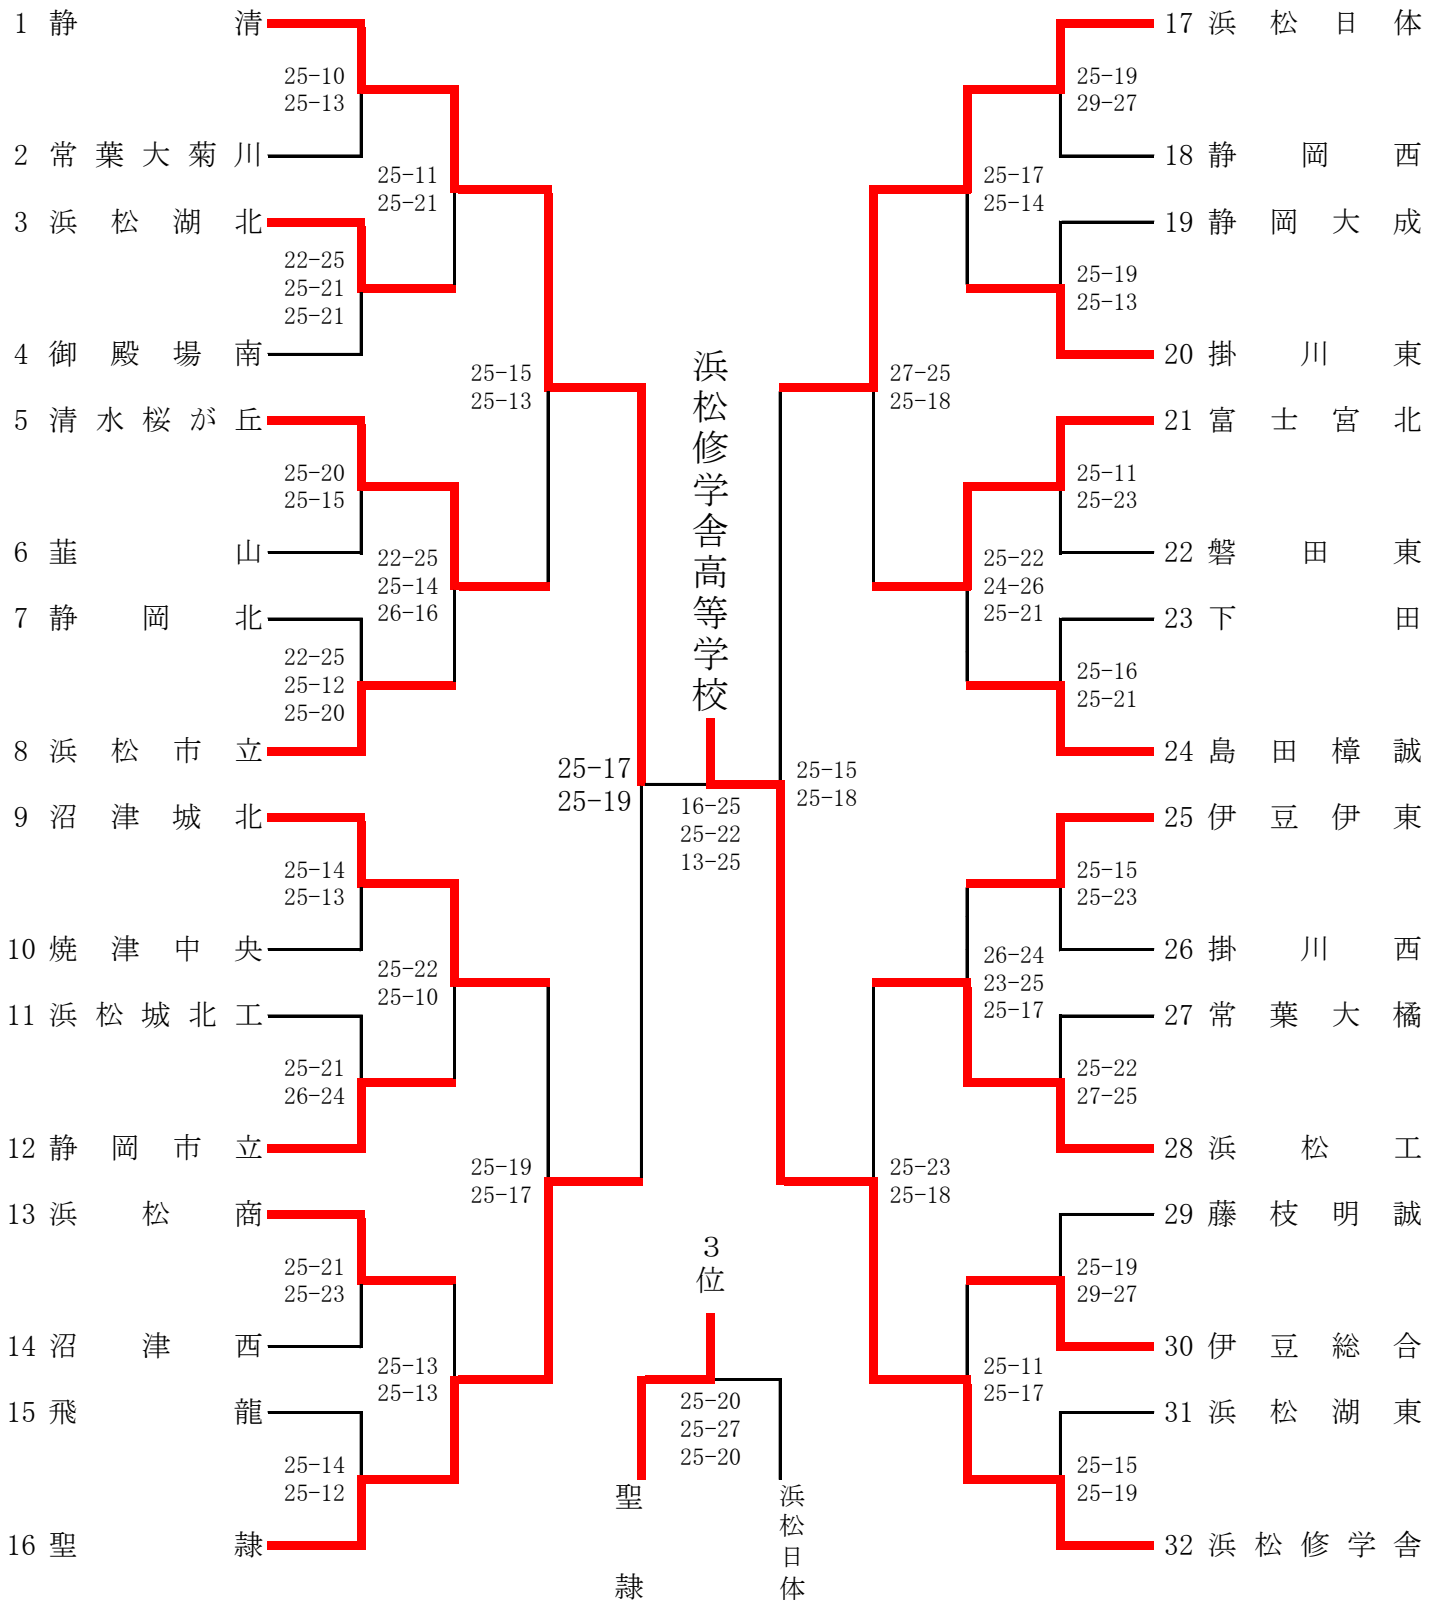 1 静清
25-10
25-13
2 常葉大菊川
25-11
25-21
3 浜松湖北
22-25
25-21
25-21
4 御殿場南
25-15
25-13
5 清水桜が丘
25-20
25-15
6 韮山
22-25
25-14
26-16
7 静岡北
22-25
25-12
25-20
8 浜松市立
25-17
25-19
9 沼津城北
25-14
25-13
10 焼津中央
25-22
25-10
11 浜松城北工
25-21
26-24
12 静岡市立
25-19
25-17
13 浜松商
25-21
25-23
14 沼津西
25-13
25-13
15 飛龍
25-14
25-12
16 聖隷
浜松修学舎高等学校
16-25
25-22
13-25
3位
25-20
25-27
25-20
聖隷
浜松日体
17 浜松日体
25-19
29-27
18 静岡西
25-17
25-14
19 静岡大成
25-19
25-13
20 掛川東
27-25
25-18
21 富士宮北
25-11
25-23
22 磐田東
25-22
24-26
25-21
23 下田
25-16
25-21
24 島田樟誠
25-15
25-18
25 伊豆伊東
25-15
25-23
26 掛川西
26-24
23-25
25-17
27 常葉大橘
25-22
27-25
28 浜松工
25-23
25-18
29 藤枝明誠
25-19
29-27
30 伊豆総合
25-11
25-17
31 浜松湖東
25-15
25-19
32 浜松修学舎